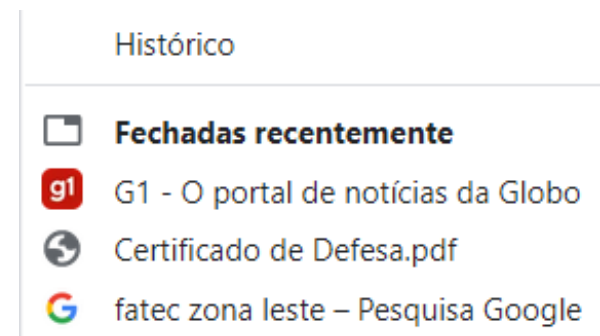 Histórico
Fechadas recentemente
g1 G1 - O portal de notícias da Globo
Certificado de Defesa.pdf
G fatec zona leste – Pesquisa Google